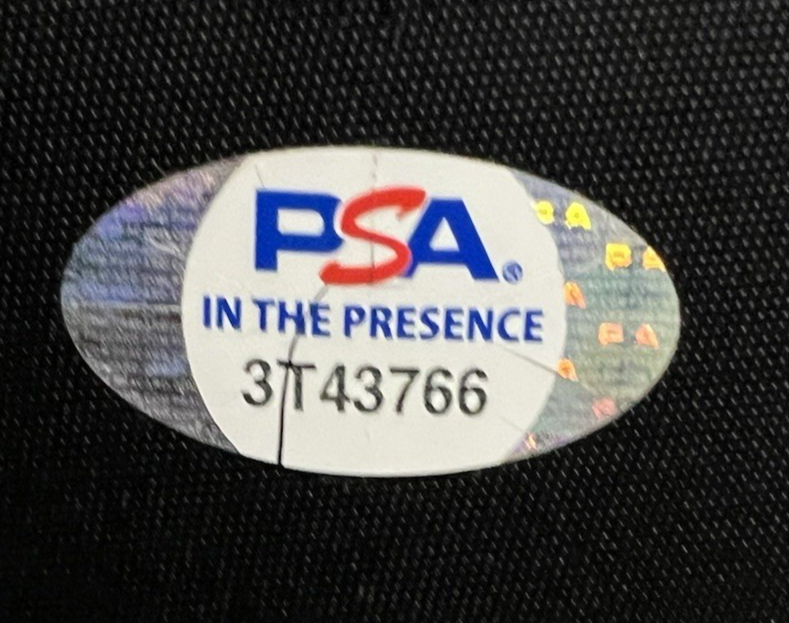 PSA®
IN THE PRESENCE
3T43766